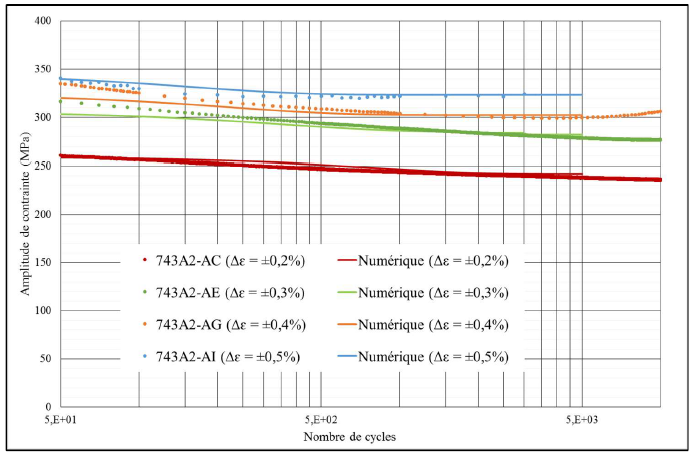 Amplitude de contrainte (MPa)
400
350
300
250
200
150
100
50
0
743A2-AC (Δε = ±0,2%)
Numérique (Δε = ±0,2%)
743A2-AE (Δε = ±0,3%)
Numérique (Δε = ±0,3%)
743A2-AG (Δε = ±0,4%)
Numérique (Δε = ±0,4%)
743A2-AI (Δε = ±0,5%)
Numérique (Δε = ±0,5%)
5,E+01
5,E+02
5,E+03
Nombre de cycles